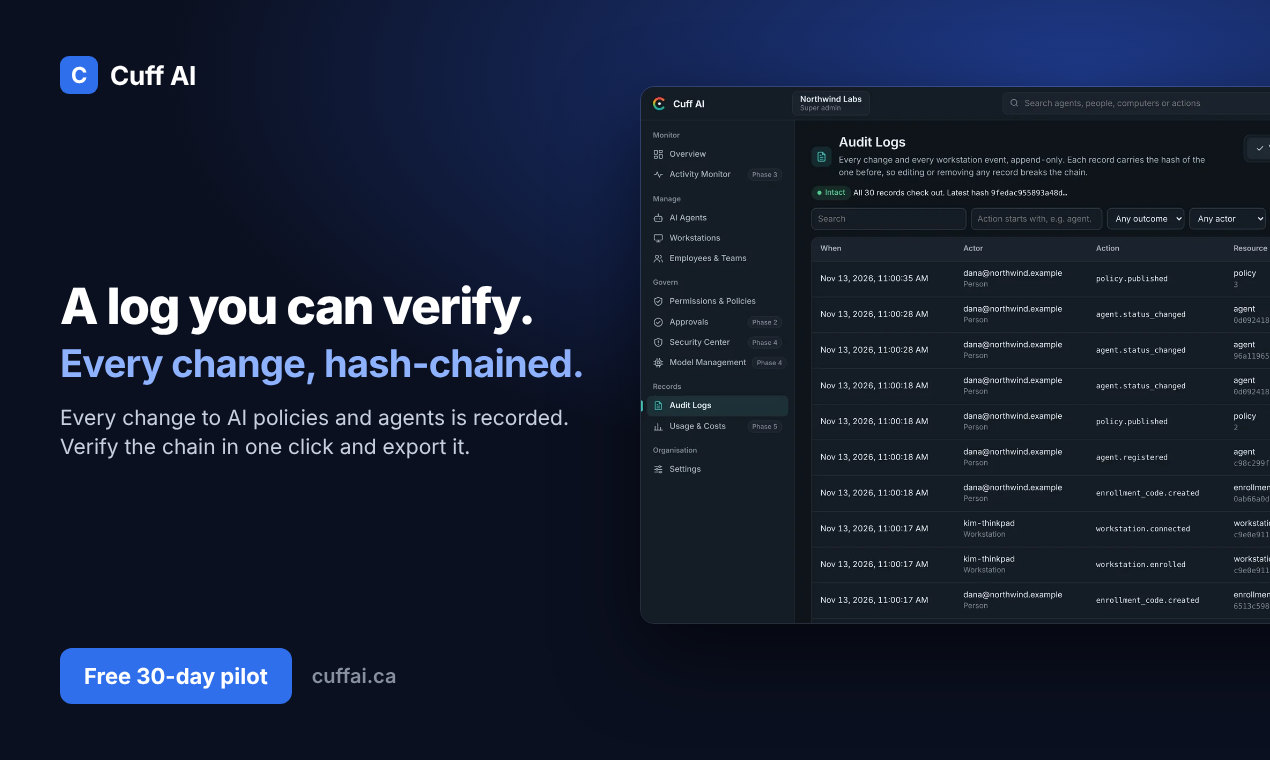 C Cuff AI
A log you can verify.
Every change, hash-chained.
Every change to AI policies and agents is recorded.
Verify the chain in one click and export it.
Free 30-day pilot
cuffai.ca
Cuff AI
Northwind Labs
Super admin
Search agents, people, computers or actions
Monitor
Overview
Activity Monitor Phase 3
Manage
AI Agents
Workstations
Employees & Teams
Govern
Permissions & Policies
Approvals Phase 2
Security Center Phase 4
Model Management Phase 4
Records
Audit Logs
Usage & Costs Phase 5
Organisation
Settings
Audit Logs
Every change and every workstation event, append-only. Each record carries the hash of the
one before, so editing or removing any record breaks the chain.
Intact All 30 records check out. Latest hash 9fedac955893a48d…
Search Action starts with, e.g. agent. Any outcome Any actor
When Actor Action Resource
Nov 13, 2026, 11:00:35 AM dana@northwind.example policy.published policy
Person 3
Nov 13, 2026, 11:00:28 AM dana@northwind.example agent.status_changed agent
Person 0d092418
Nov 13, 2026, 11:00:28 AM dana@northwind.example agent.status_changed agent
Person 96a11965
Nov 13, 2026, 11:00:18 AM dana@northwind.example agent.status_changed agent
Person 0d092418
Nov 13, 2026, 11:00:18 AM dana@northwind.example policy.published policy
Person 2
Nov 13, 2026, 11:00:18 AM dana@northwind.example agent.registered agent
Person c98c299f
Nov 13, 2026, 11:00:18 AM dana@northwind.example enrollment_code.created enrollmen
Person 0ab66a0d
Nov 13, 2026, 11:00:17 AM kim-thinkpad workstation.connected workstati
Workstation c9e0e911
Nov 13, 2026, 11:00:17 AM kim-thinkpad workstation.enrolled workstati
Workstation c9e0e911
Nov 13, 2026, 11:00:17 AM dana@northwind.example enrollment_code.created enrollmen
Person 6513c598